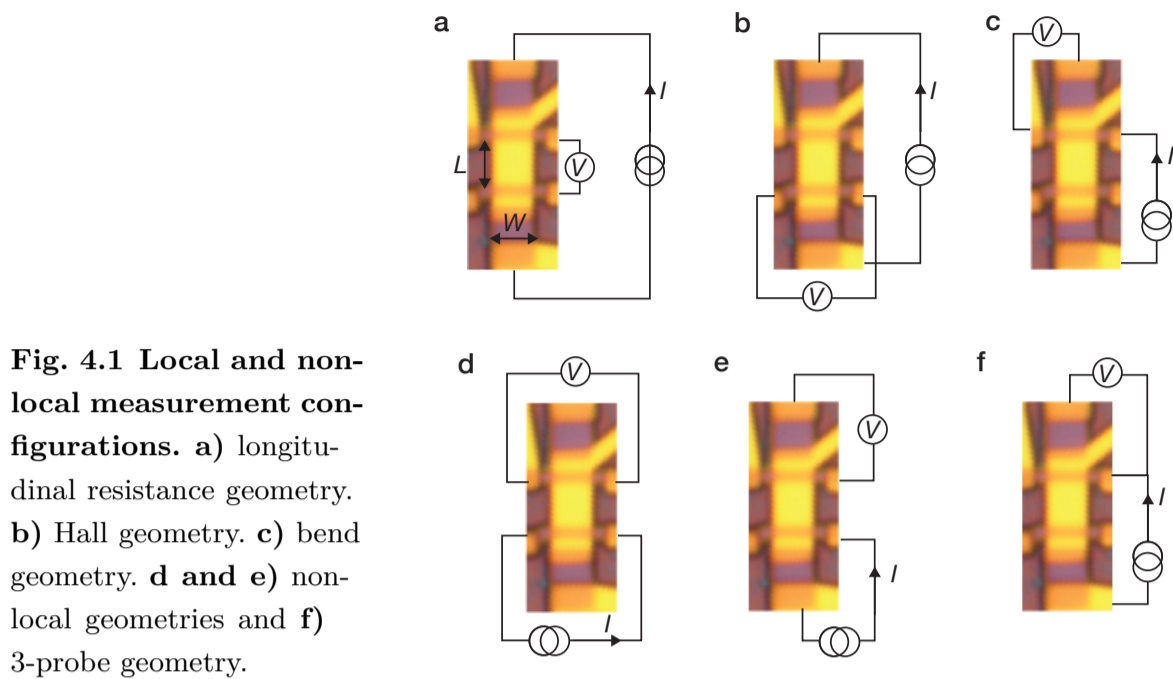 a
b
c
V
I
I
V
I
L
V
W
V
d
e
f
V
V
V
I
I
I
Fig. 4.1 Local and non-
local measurement con-
figurations. a) longitu-
dinal resistance geometry.
b) Hall geometry. c) bend
geometry. d and e) non-
local geometries and f)
3-probe geometry.